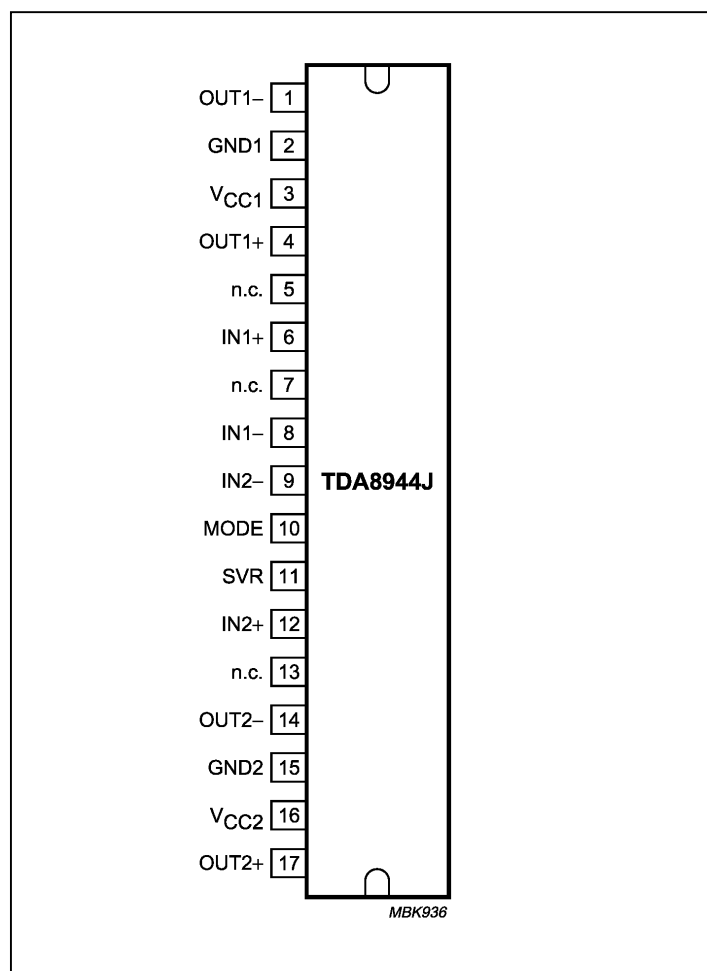 OUT1− 1
GND1 2
VCC1 3
OUT1+ 4
n.c. 5
IN1+ 6
n.c. 7
IN1− 8
IN2− 9
TDA8944J
MODE 10
SVR 11
IN2+ 12
n.c. 13
OUT2− 14
GND2 15
VCC2 16
OUT2+ 17
MBK936